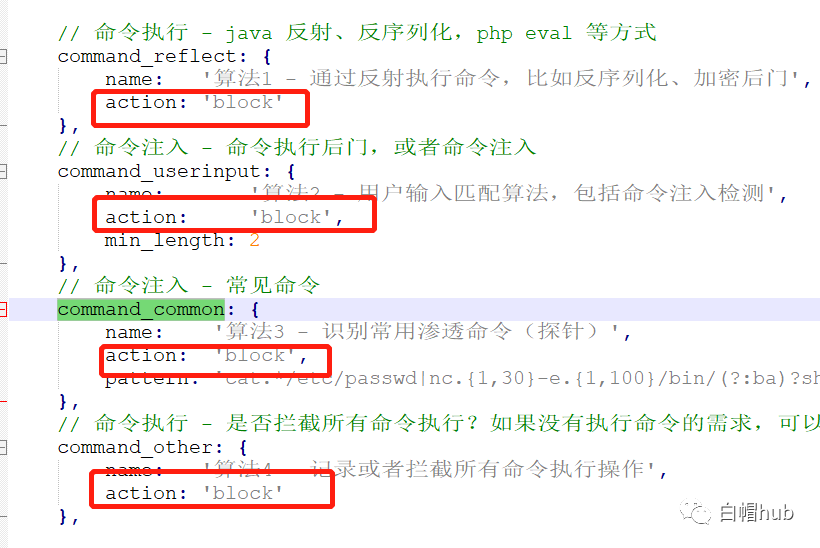 // 命令执行 - java 反射、反序列化，php eval 等方式
command_reflect: {
name: '算法1 - 通过反射执行命令，比如反序列化、加密后门',
action: 'block'
},
// 命令注入 - 命令执行后门，或者命令注入
command_userinput: {
name: '算法2 - 用户输入匹配算法，包括命令注入检测',
action: 'block',
min_length: 2
},
// 命令注入 - 常见命令
command_common: {
name: '算法3 - 识别常用渗透命令（探针）',
action: 'block',
pattern: 'cat.*/etc/passwd|nc.{1,30}-e.{1,100}/bin/(?:ba)?sh
},
// 命令执行 - 是否拦截所有命令执行？如果没有执行命令的需求，可以
command_other: {
name: '算法4 - 记录或者拦截所有命令执行操作',
action: 'block'
},
白帽hub